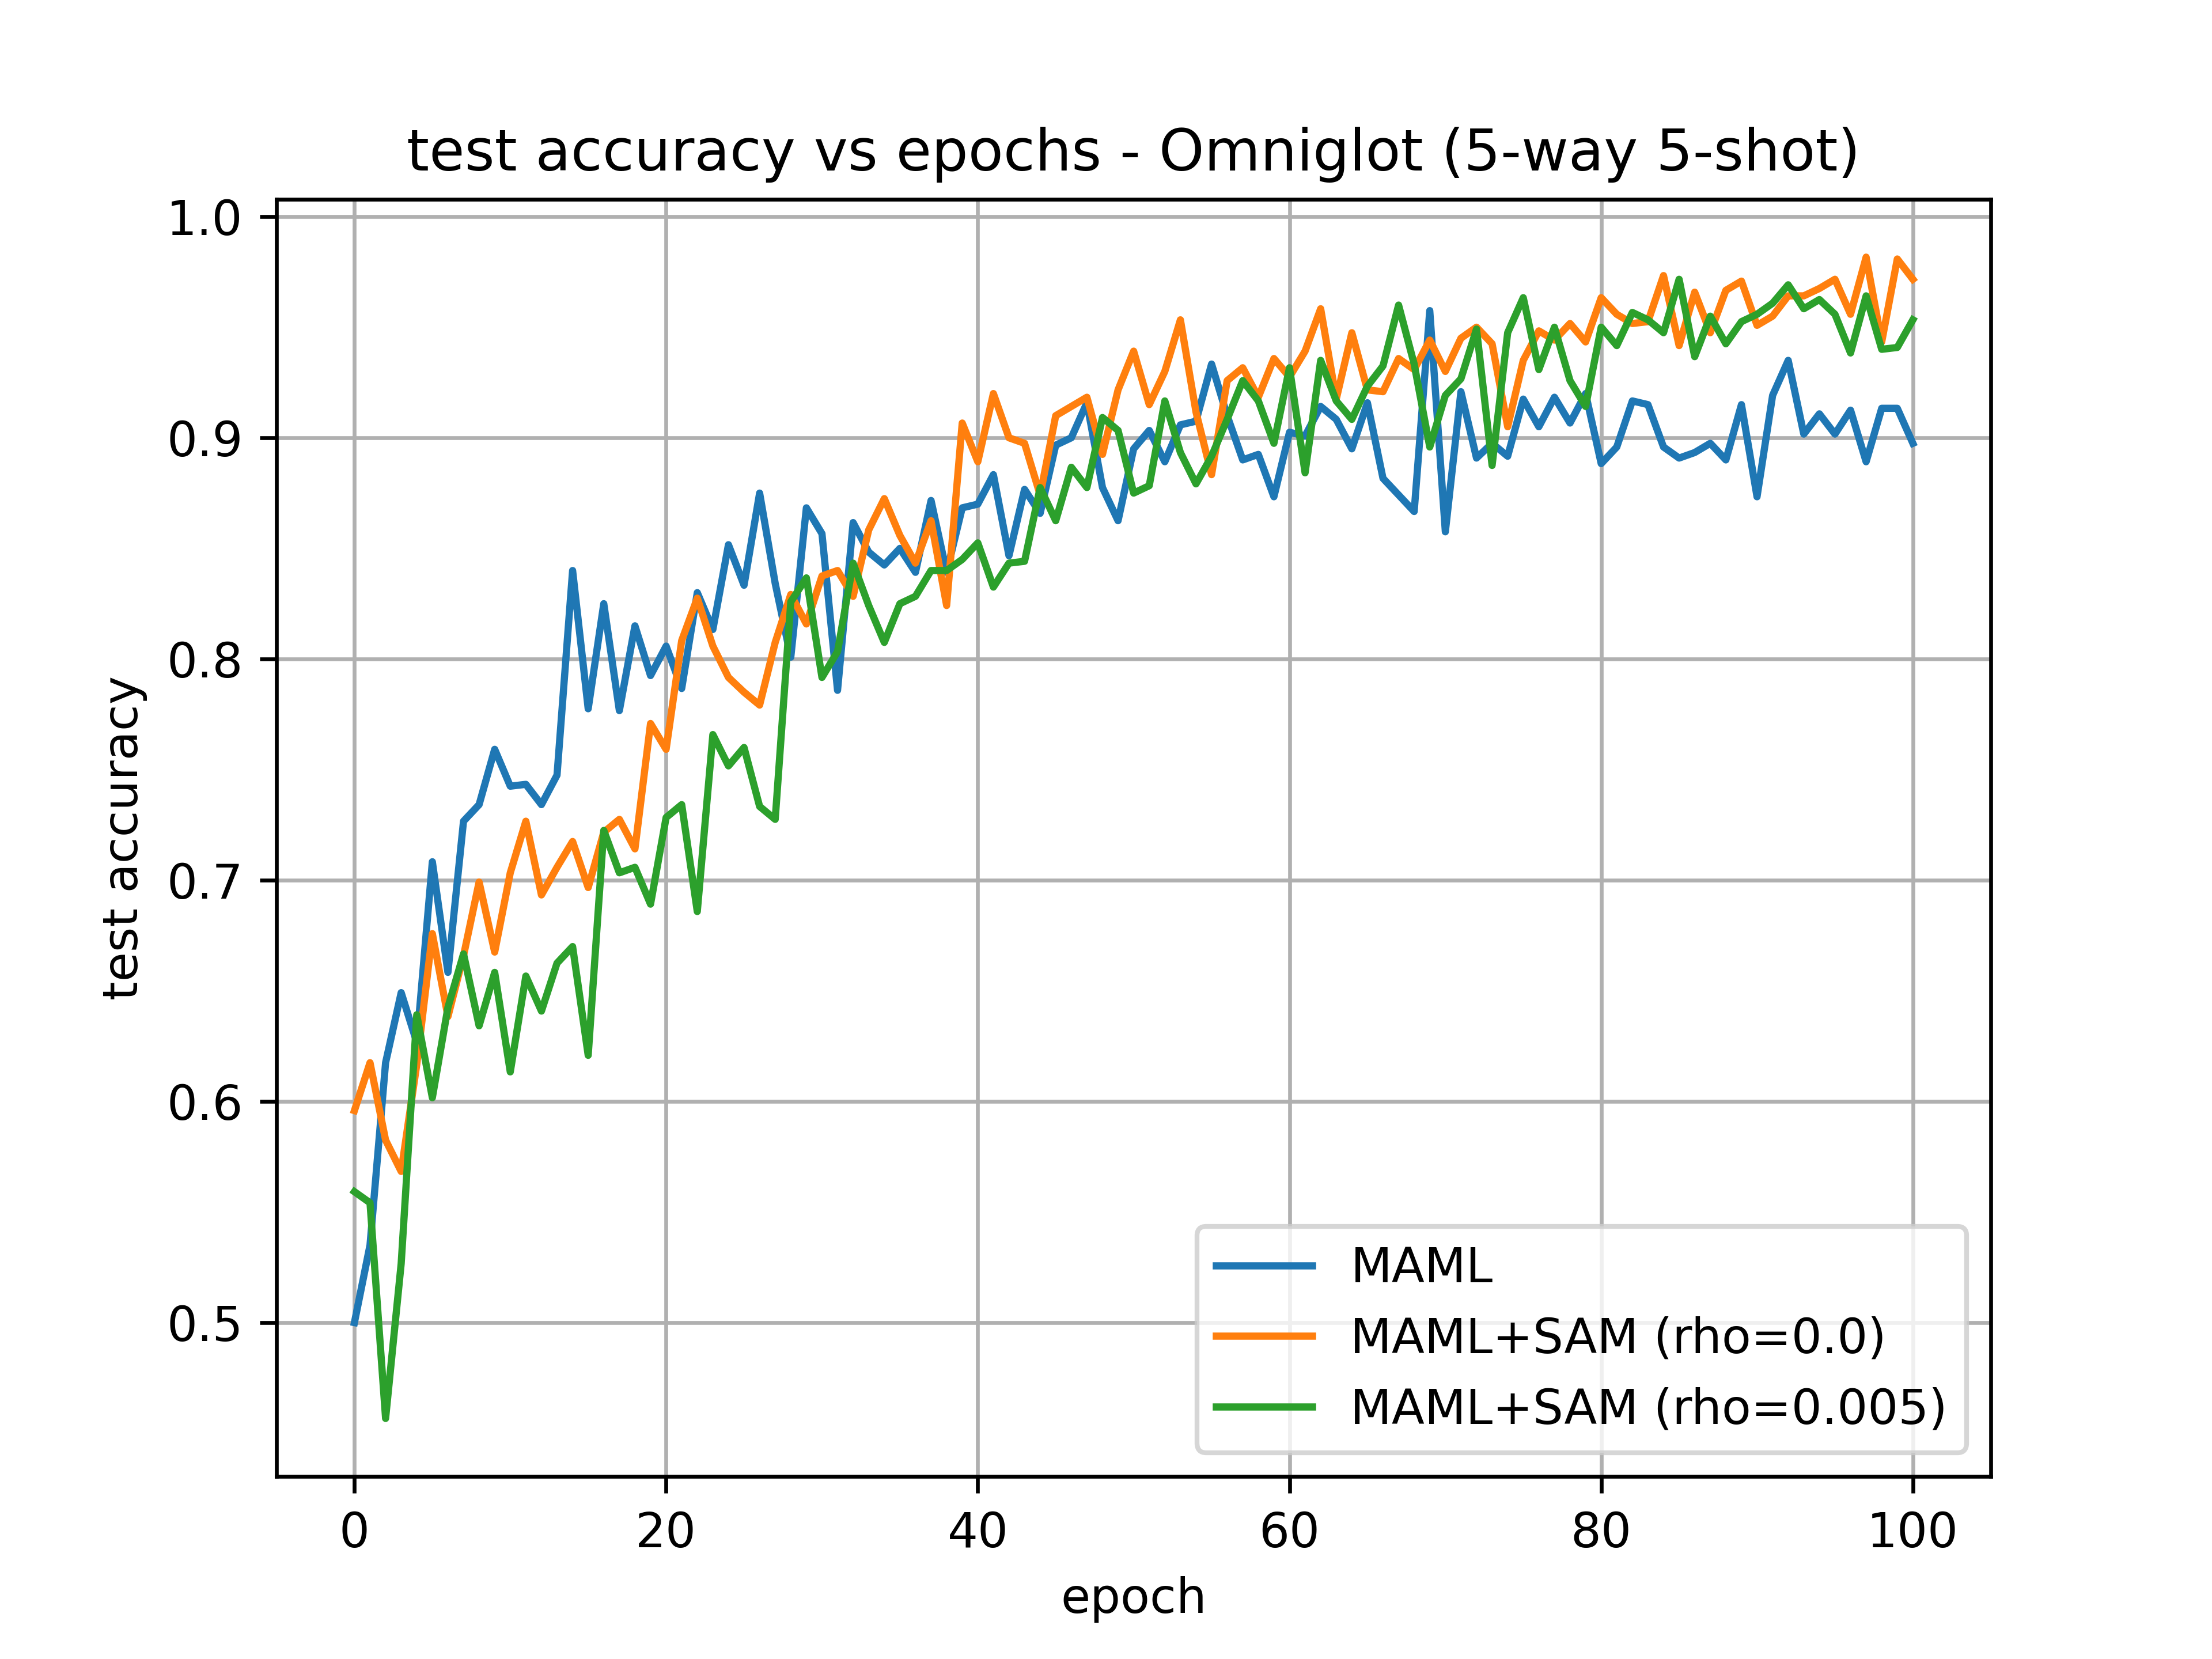 test accuracy vs epochs - Omniglot (5-way 5-shot)
1.0
0.9
0.8
0.7
0.6
0.5
test accuracy
MAML
MAML+SAM (rho=0.0)
MAML+SAM (rho=0.005)
0 20 40 60 80 100
epoch